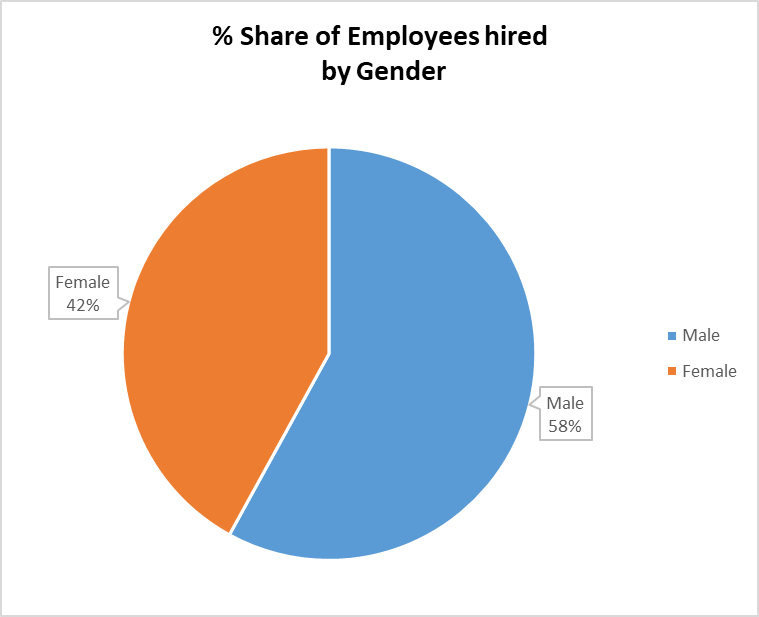 % Share of Employees hired
by Gender
Female
42%
Male
Female
Male
58%